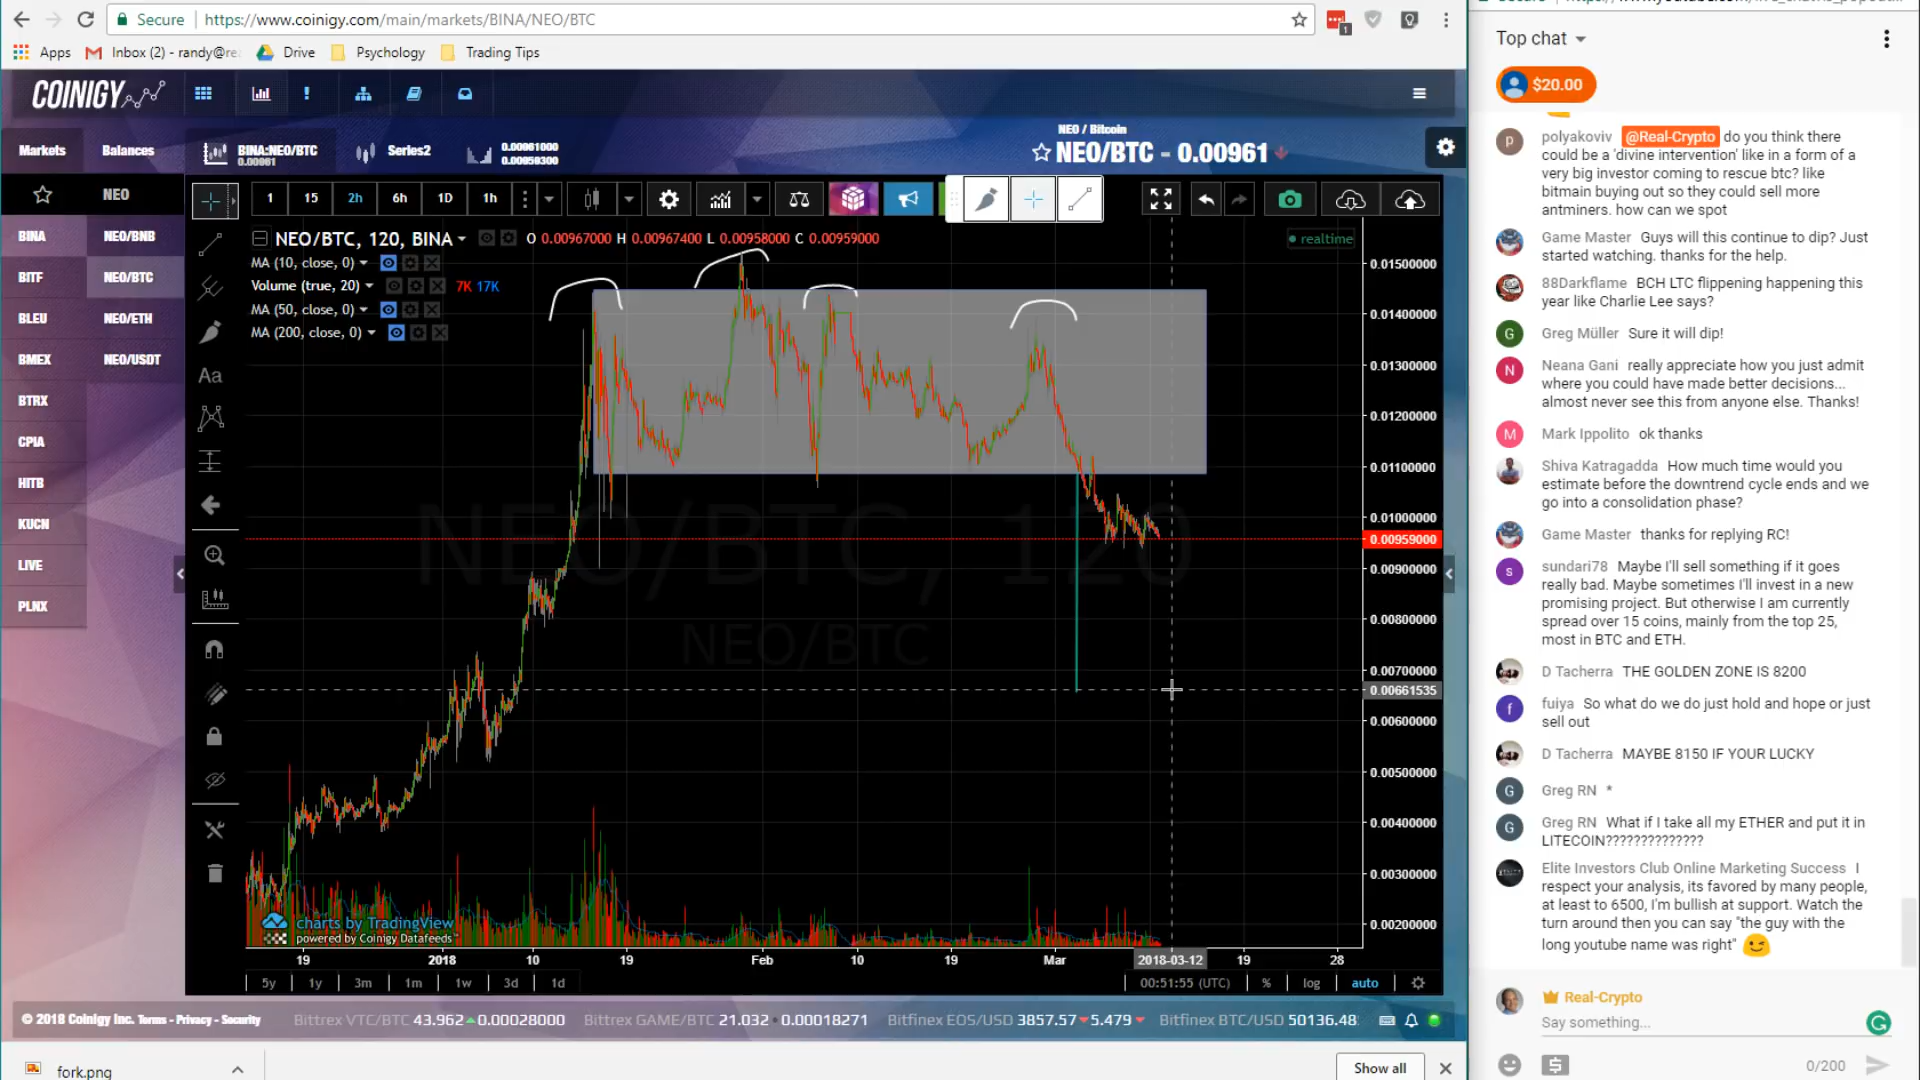 Secure https://www.coinigy.com/main/markets/BINA/NEO/BTC
Apps Inbox (2) - randy@re Drive Psychology Trading Tips
COINIGY
Markets Balances
BINA:NEO/BTC
0.00961
Series2
0.00961000
0.00959300
NEO / Bitcoin
NEO/BTC - 0.00961
NEO
1 15 2h 6h 1D 1h
BINA NEO/BNB
BITF NEO/BTC
BLEU NEO/ETH
BMEX NEO/USDT
BTRX
CPIA
HITB
KUCN
LIVE
PLNX
NEO/BTC, 120, BINA O 0.00967000 H 0.00967400 L 0.00958000 C 0.00959000
realtime
MA (10, close, 0)
Volume (true, 20) 7K 17K
MA (50, close, 0)
MA (200, close, 0)
Aa
NEO/BTC, 120
NEO/BTC
0.01500000
0.01400000
0.01300000
0.01200000
0.01100000
0.01000000
0.00959000
0.00900000
0.00800000
0.00700000
0.00661535
0.00600000
0.00500000
0.00400000
0.00300000
0.00200000
charts by TradingView
powered by Coinigy Datafeeds
19 2018 10 19 Feb 10 19 Mar 2018-03-12 19 28
5y 1y 3m 1m 1w 3d 1d 00:51:55 (UTC) % log auto
© 2018 Coinigy Inc. Terms - Privacy - Security
Bittrex VTC/BTC 43.962 0.00028000 Bittrex GAME/BTC 21.032 0.00018271 Bitfinex EOS/USD 3857.57 5.479 Bitfinex BTC/USD 50136.48
fork.png
Show all
Top chat
$20.00
polyakoviv @Real-Crypto do you think there
could be a 'divine intervention' like in a form of a
very big investor coming to rescue btc? like
bitmain buying out so they could sell more
antminers. how can we spot
Game Master Guys will this continue to dip? Just
started watching. thanks for the help.
88Darkflame BCH LTC flippening happening this
year like Charlie Lee says?
Greg Müller Sure it will dip!
Neana Gani really appreciate how you just admit
where you could have made better decisions...
almost never see this from anyone else. Thanks!
Mark Ippolito ok thanks
Shiva Katragadda How much time would you
estimate before the downtrend cycle ends and we
go into a consolidation phase?
Game Master thanks for replying RC!
sundari78 Maybe I'll sell something if it goes
really bad. Maybe sometimes I'll invest in a new
promising project. But otherwise I am currently
spread over 15 coins, mainly from the top 25,
most in BTC and ETH.
D Tacherra THE GOLDEN ZONE IS 8200
fuiya So what do we do just hold and hope or just
sell out
D Tacherra MAYBE 8150 IF YOUR LUCKY
Greg RN *
Greg RN What if I take all my ETHER and put it in
LITECOIN??????????????
Elite Investors Club Online Marketing Success I
respect your analysis, its favored by many people,
at least to 6500, I'm bullish at support. Watch the
turn around then you can say "the guy with the
long youtube name was right"
Real-Crypto
Say something...
0/200